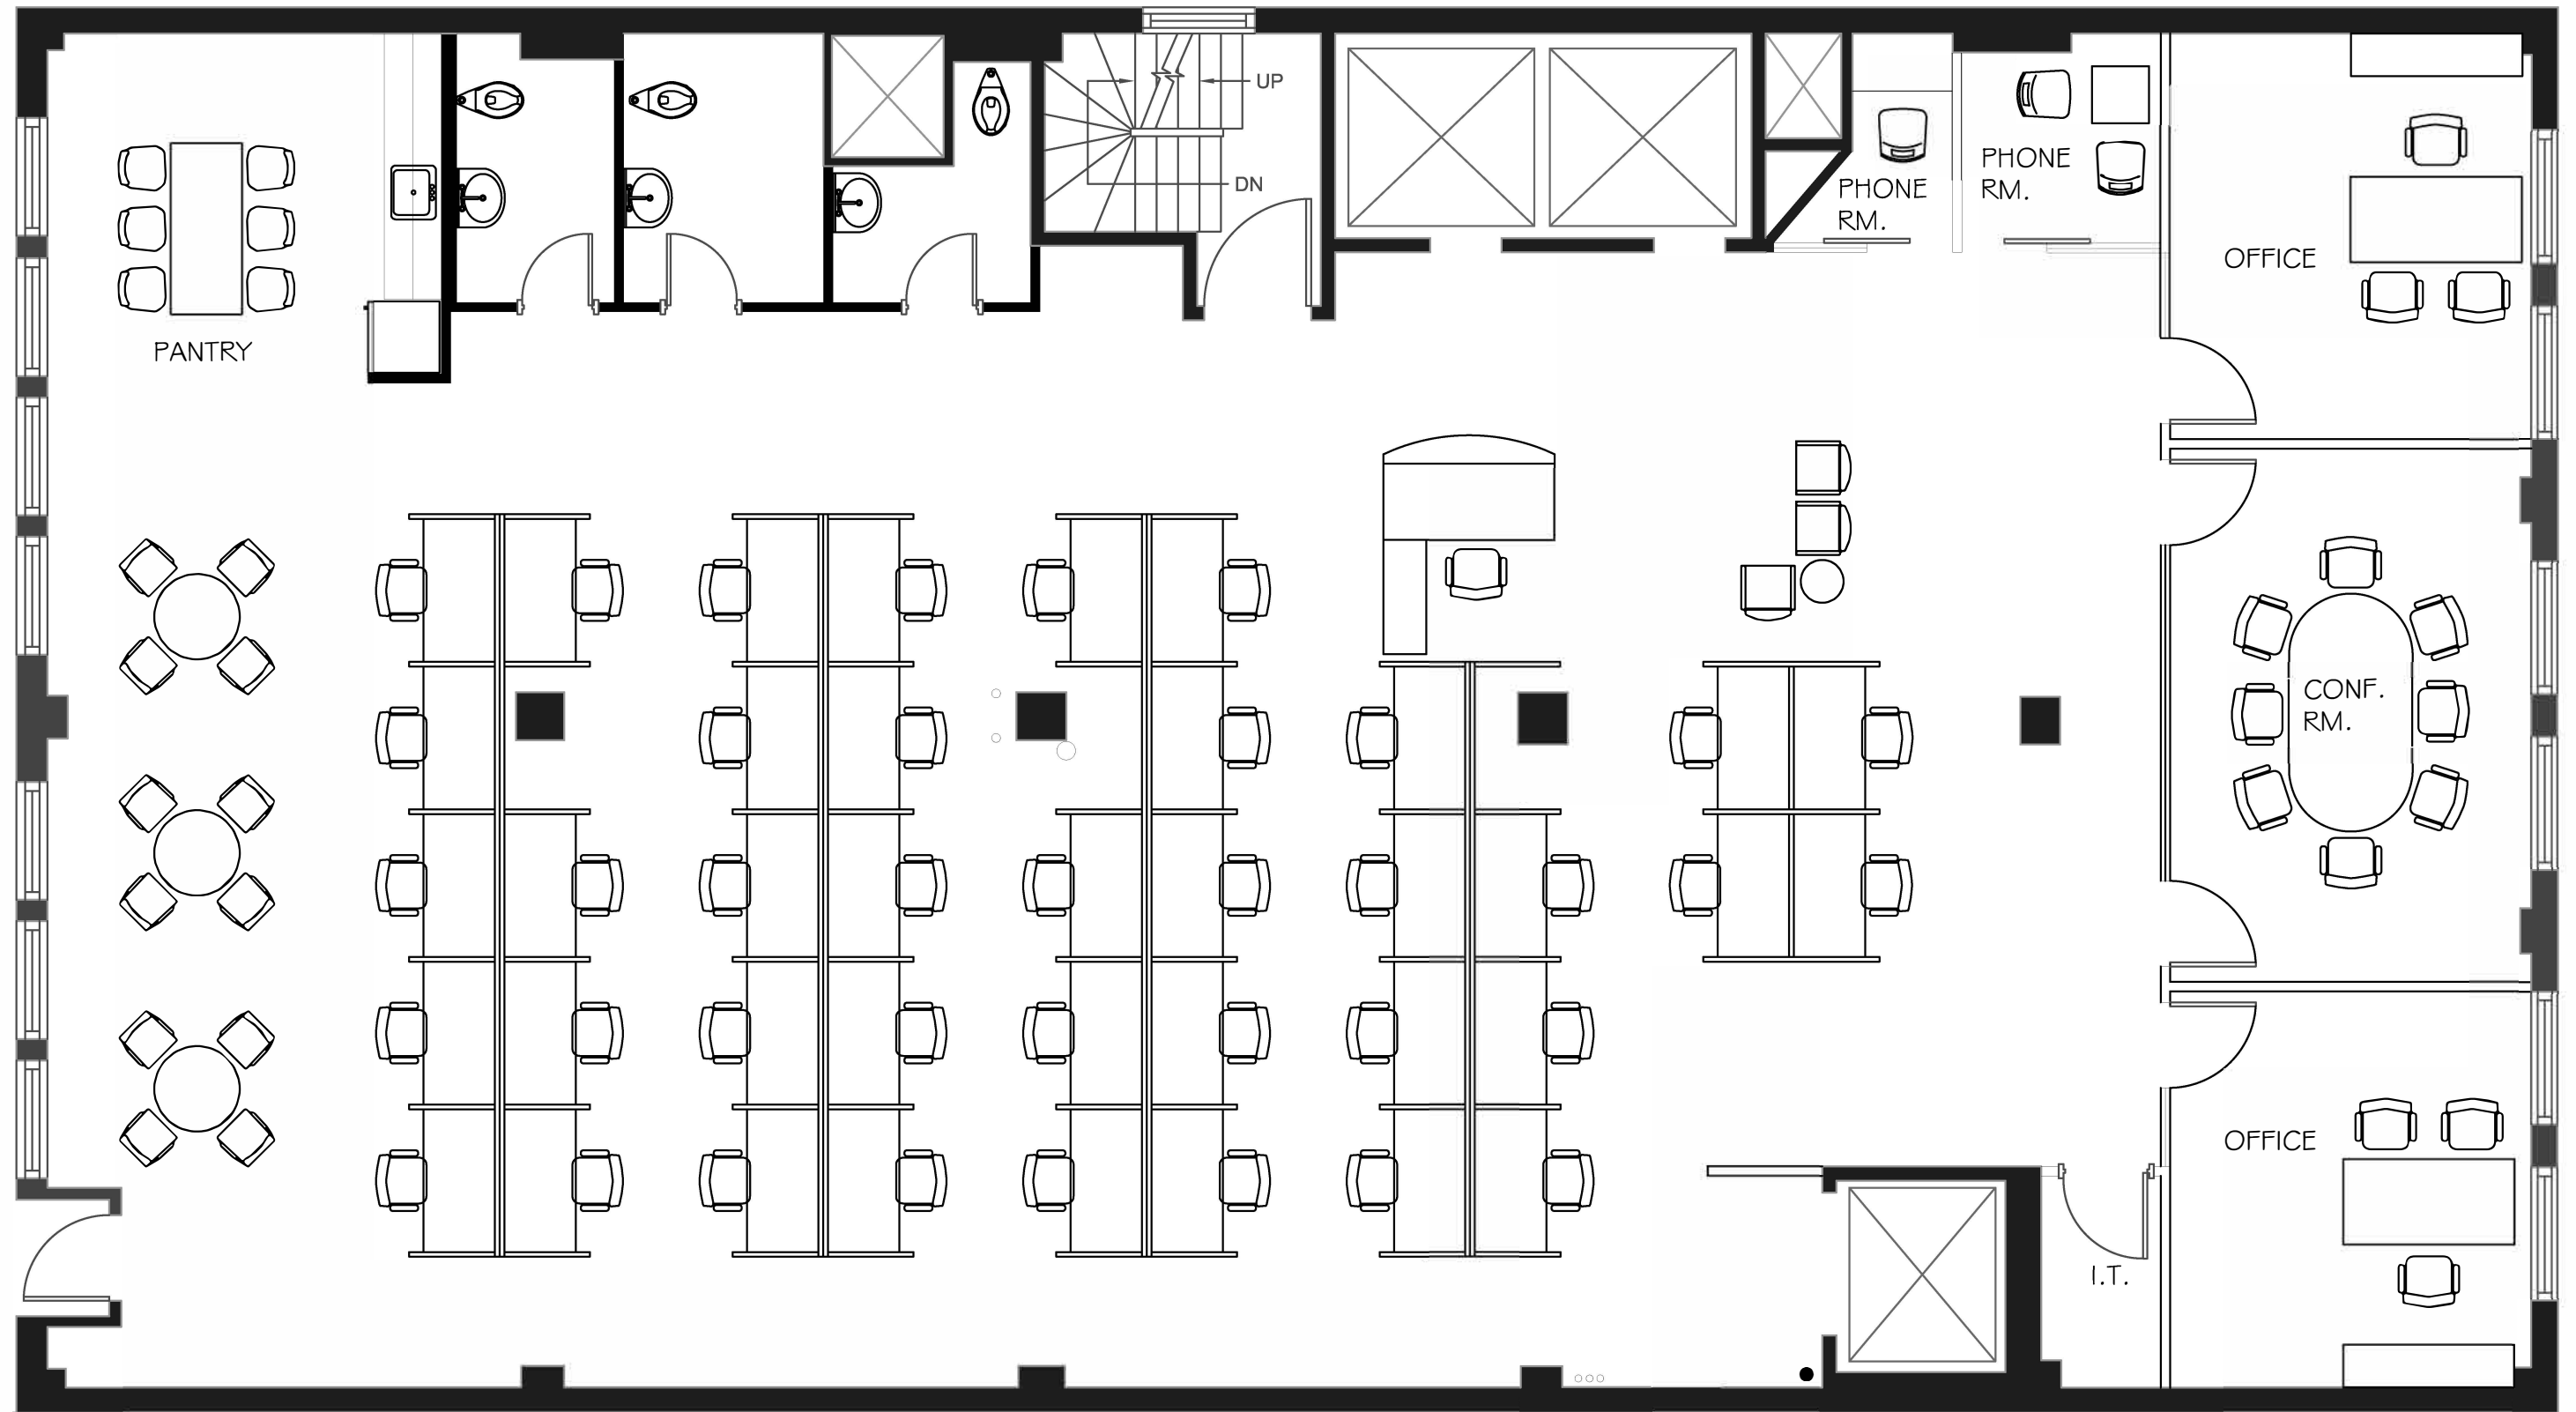 UP
DN
PHONE
RM.
PHONE
RM.
OFFICE
PANTRY
CONF.
RM.
OFFICE
I.T.